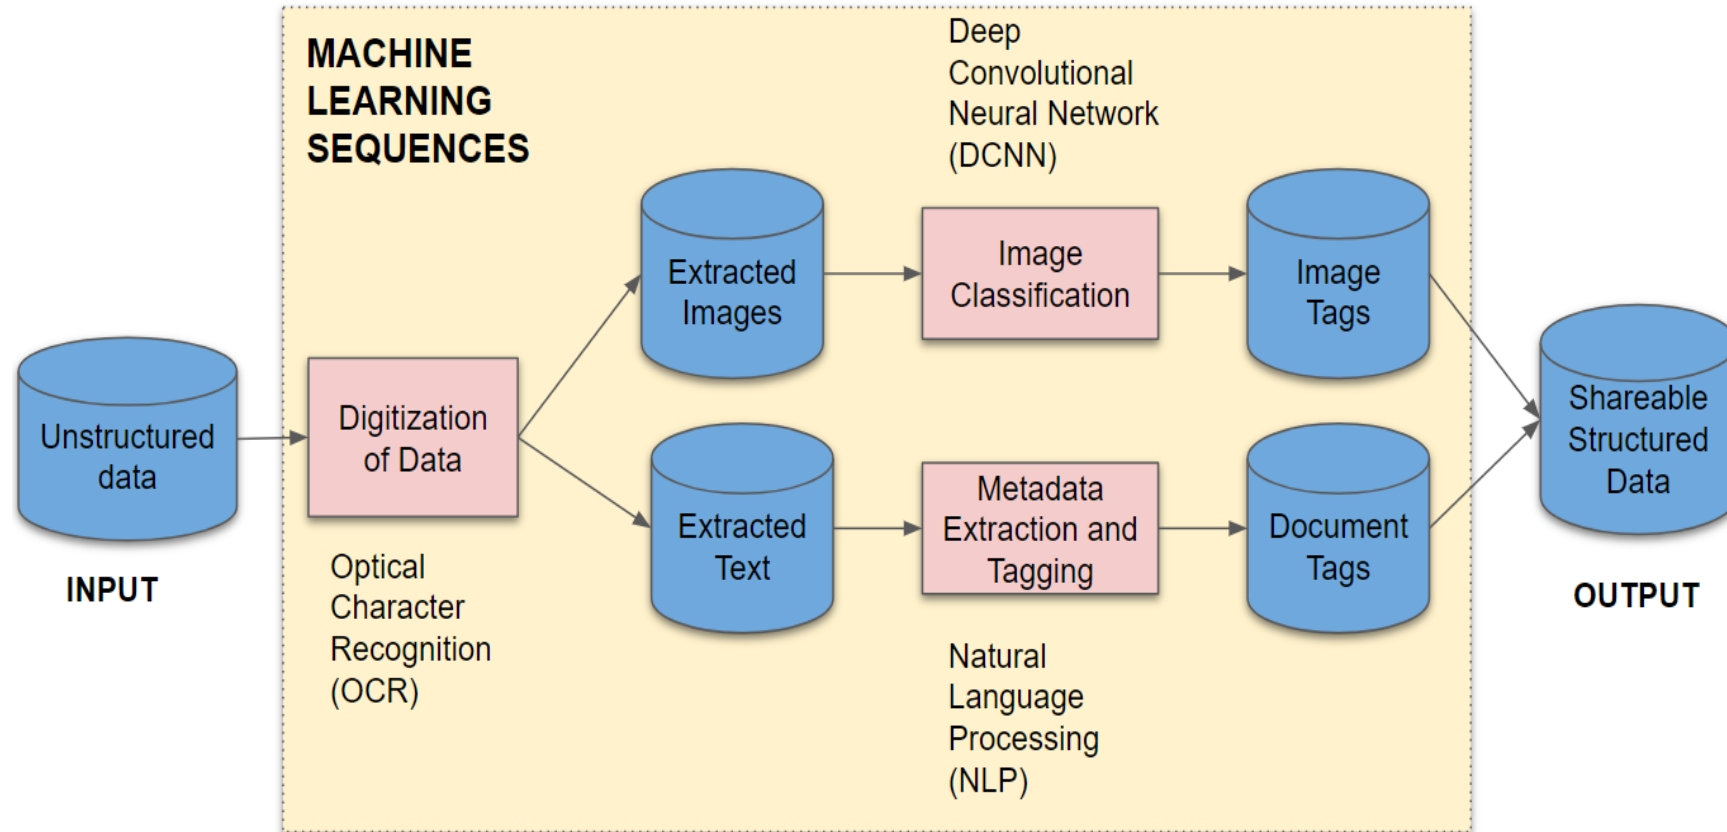 MACHINE
LEARNING
SEQUENCES
Deep
Convolutional
Neural Network
(DCNN)
Extracted
Images
Image
Classification
Image
Tags
Unstructured
data
Digitization
of Data
Shareable
Structured
Data
Extracted
Text
Metadata
Extraction and
Tagging
Document
Tags
INPUT
Optical
Character
Recognition
(OCR)
OUTPUT
Natural
Language
Processing
(NLP)